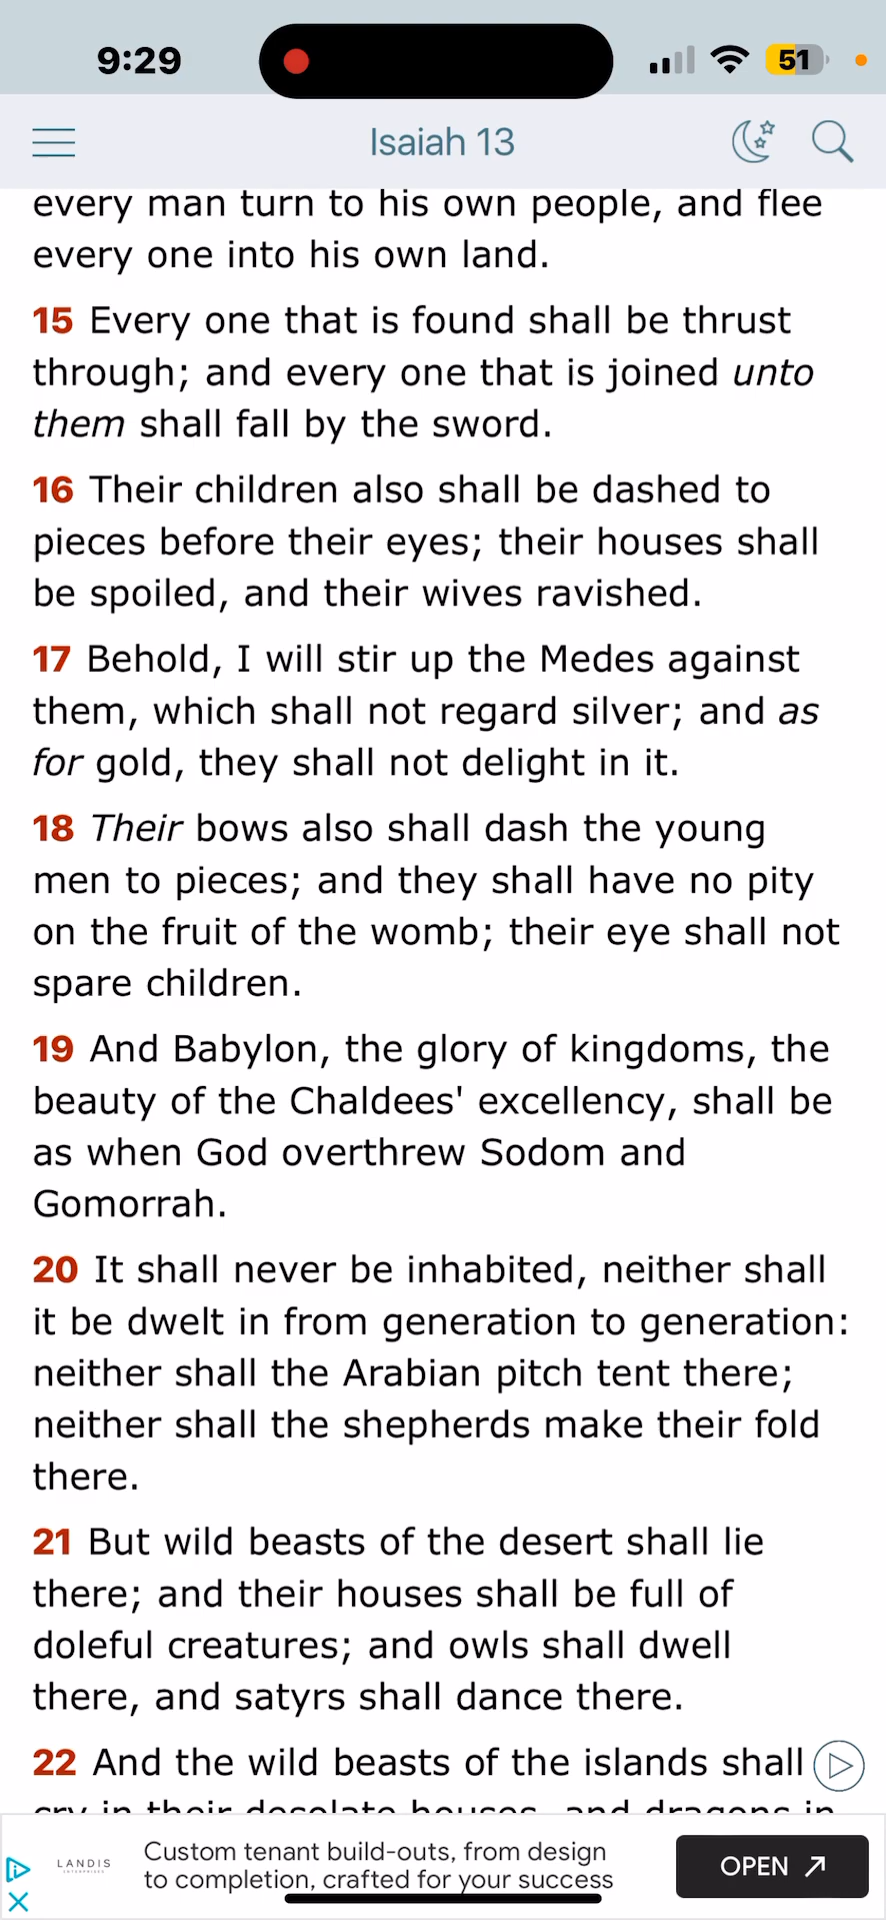 9:29
51
Isaiah 13
every man turn to his own people, and flee
every one into his own land.
15 Every one that is found shall be thrust
through; and every one that is joined unto
them shall fall by the sword.
16 Their children also shall be dashed to
pieces before their eyes; their houses shall
be spoiled, and their wives ravished.
17 Behold, I will stir up the Medes against
them, which shall not regard silver; and as
for gold, they shall not delight in it.
18 Their bows also shall dash the young
men to pieces; and they shall have no pity
on the fruit of the womb; their eye shall not
spare children.
19 And Babylon, the glory of kingdoms, the
beauty of the Chaldees' excellency, shall be
as when God overthrew Sodom and
Gomorrah.
20 It shall never be inhabited, neither shall
it be dwelt in from generation to generation:
neither shall the Arabian pitch tent there;
neither shall the shepherds make their fold
there.
21 But wild beasts of the desert shall lie
there; and their houses shall be full of
doleful creatures; and owls shall dwell
there, and satyrs shall dance there.
22 And the wild beasts of the islands shall
cry in their desolate houses, and dragons in
LANDIS
ENTERPRISES
Custom tenant build-outs, from design
to completion, crafted for your success
OPEN